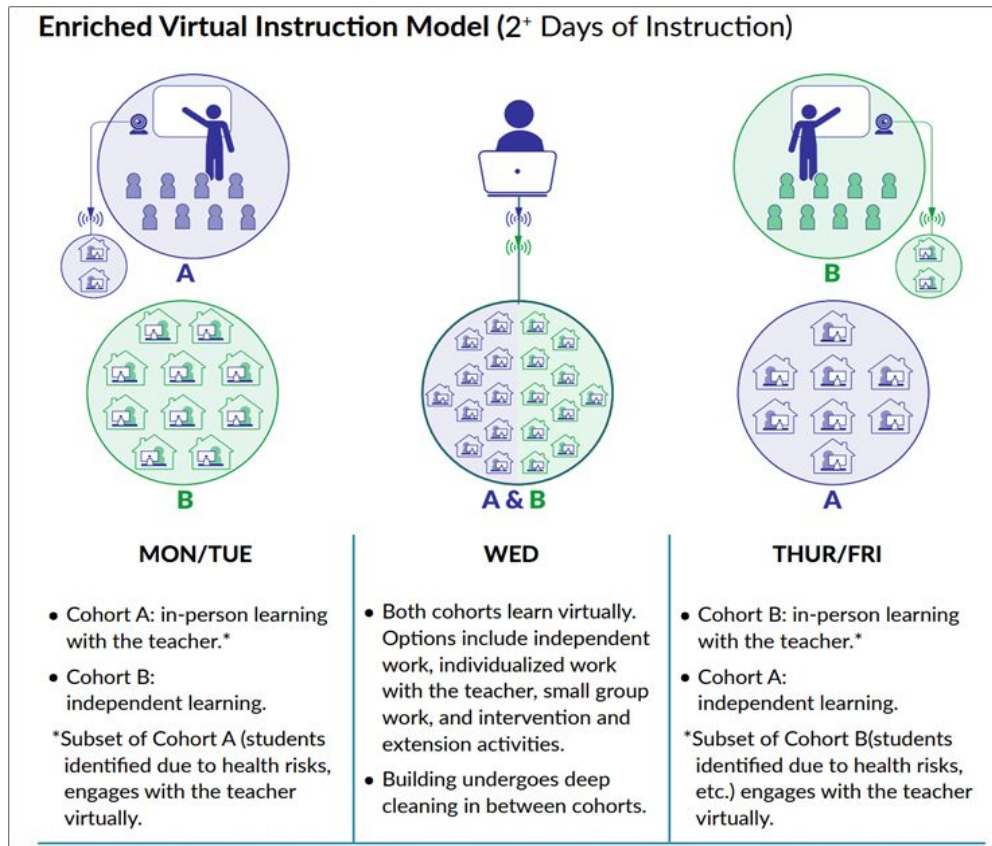 Enriched Virtual Instruction Model (2⁺ Days of Instruction)
A
B
B
A & B
A
MON/TUE
• Cohort A: in-person learning
with the teacher.*
• Cohort B:
independent learning.
*Subset of Cohort A (students
identified due to health risks,
engages with the teacher
virtually.
WED
• Both cohorts learn virtually.
Options include independent
work, individualized work
with the teacher, small group
work, and intervention and
extension activities.
• Building undergoes deep
cleaning in between cohorts.
THUR/FRI
• Cohort B: in-person learning
with the teacher.*
• Cohort A:
independent learning.
*Subset of Cohort B(students
identified due to health risks,
etc.) engages with the teacher
virtually.